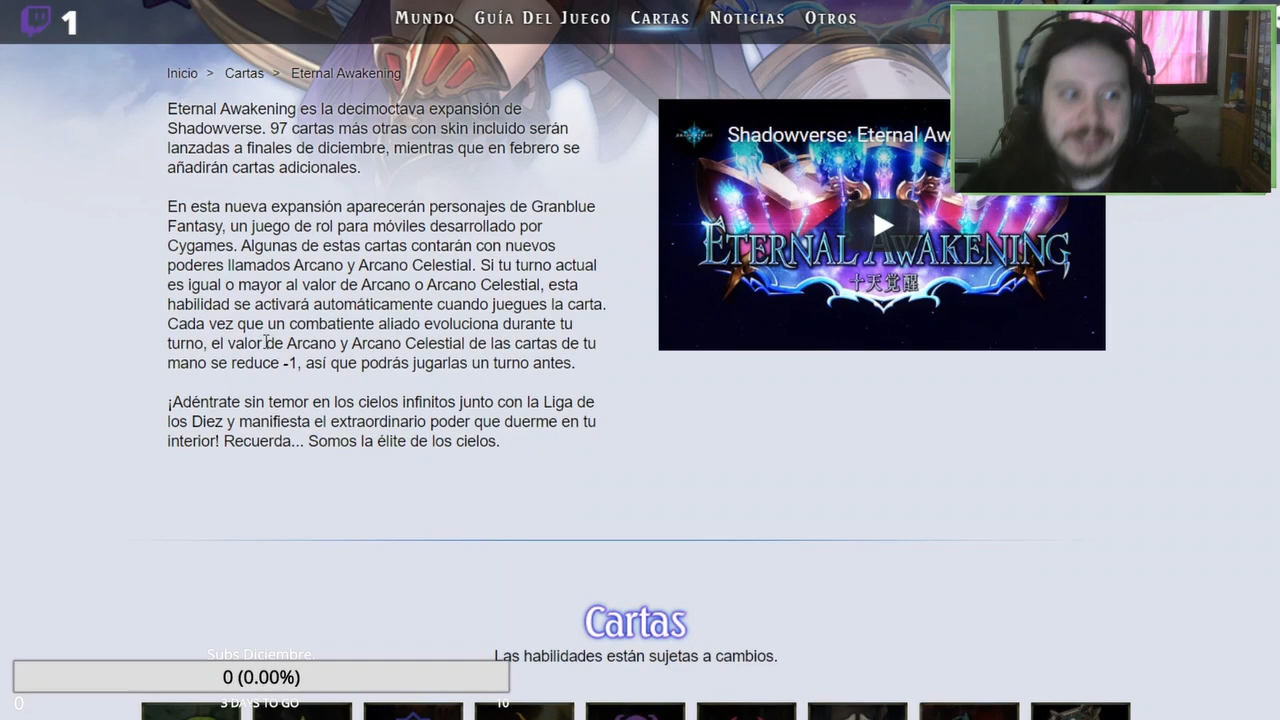 1
Mundo Guía Del Juego Cartas Noticias Otros
Inicio > Cartas > Eternal Awakening
Eternal Awakening es la decimoctava expansión de
Shadowverse. 97 cartas más otras con skin incluido serán
lanzadas a finales de diciembre, mientras que en febrero se
añadirán cartas adicionales.
En esta nueva expansión aparecerán personajes de Granblue
Fantasy, un juego de rol para móviles desarrollado por
Cygames. Algunas de estas cartas contarán con nuevos
poderes llamados Arcano y Arcano Celestial. Si tu turno actual
es igual o mayor al valor de Arcano o Arcano Celestial, esta
habilidad se activará automáticamente cuando juegues la carta.
Cada vez que un combatiente aliado evoluciona durante tu
turno, el valor de Arcano y Arcano Celestial de las cartas de tu
mano se reduce -1, así que podrás jugarlas un turno antes.
¡Adéntrate sin temor en los cielos infinitos junto con la Liga de
los Diez y manifiesta el extraordinario poder que duerme en tu
interior! Recuerda... Somos la élite de los cielos.
Shadowverse: Eternal Aw
ETERNAL AWAKENING
十天覚醒
Cartas
Las habilidades están sujetas a cambios.
Subs Diciembre.
0 (0.00%)
0 3 DAYS TO GO 10